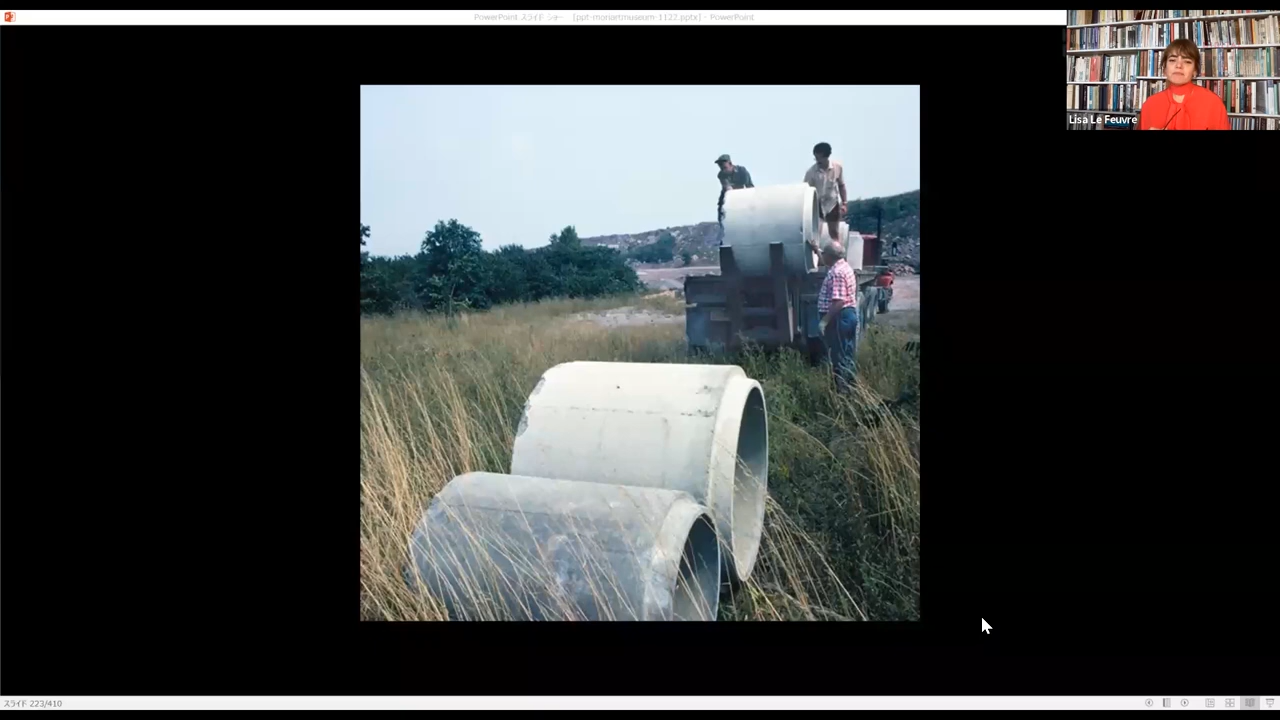 PowerPoint スライド ショー - [ppt-monartmuseum-1122.pptx] - PowerPoint
Lisa Le Feuvre
スライド 223/410